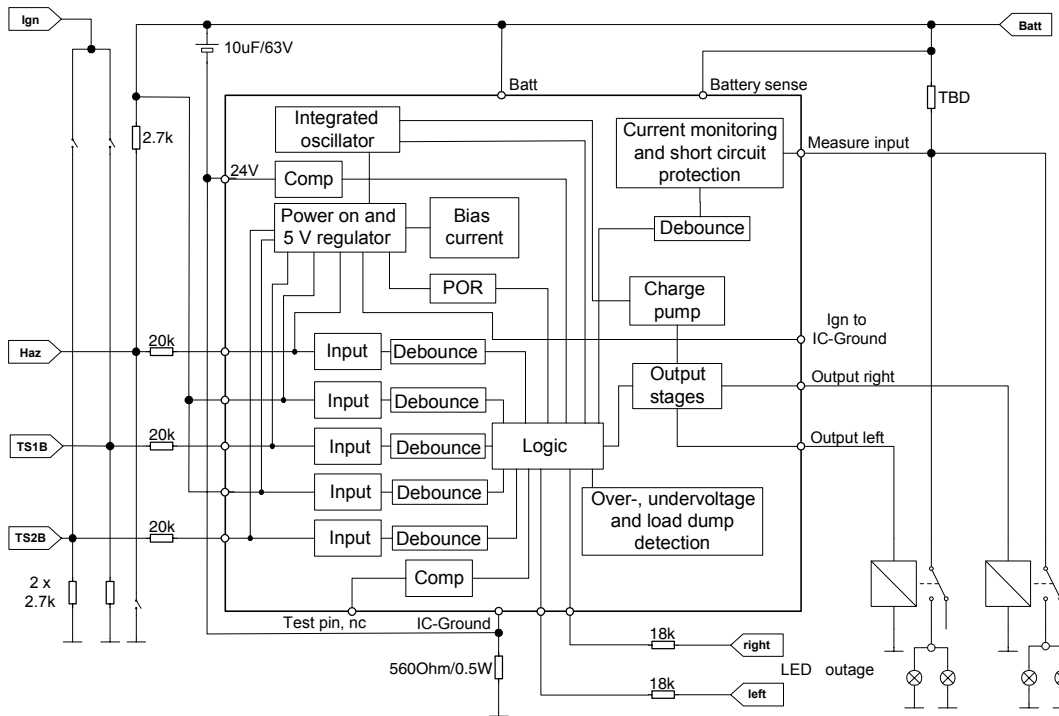 Ign
10uF/63V
Batt
Batt
Battery sense
TBD
2.7k
Integrated
oscillator
Current monitoring
and short circuit
protection
Measure input
24V
Comp
Power on and
5 V regulator
Bias
current
Debounce
POR
Charge
pump
Ign to
IC-Ground
Haz
20k
Input
Debounce
Output
stages
Output right
Input
Debounce
TS1B
20k
Input
Debounce
Logic
Output left
Input
Debounce
Over-, undervoltage
and load dump
detection
TS2B
20k
Input
Debounce
2 x
2.7k
Comp
Test pin, nc
IC-Ground
18k
right
560Ohm/0.5W
LED outage
18k
left